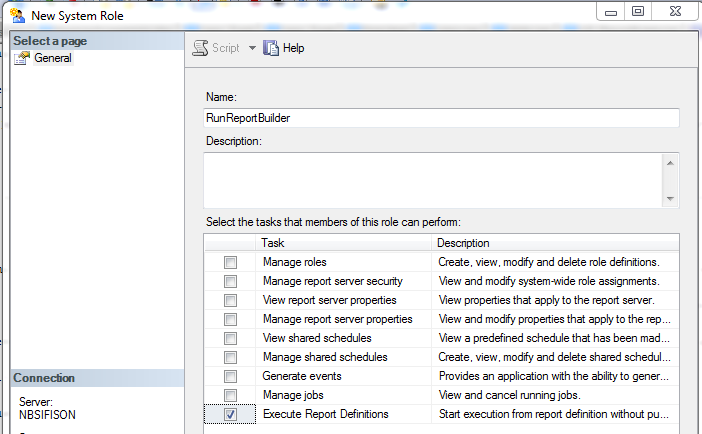 New System Role
Select a page
General
Script
Help
Name:
RunReportBuilder
Description:
Select the tasks that members of this role can perform:
Task Description
Manage roles Create, view, modify and delete role definitions.
Manage report server security View and modify system-wide role assignments.
View report server properties View properties that apply to the report server.
Manage report server properties View and modify properties that apply to the rep...
View shared schedules View a predefined schedule that has been mad...
Manage shared schedules Create, view, modify and delete shared schedul...
Generate events Provides an application with the ability to gener...
Manage jobs View and cancel running jobs.
Execute Report Definitions Start execution from report definition without pu...
Connection
Server:
NBSIFISON